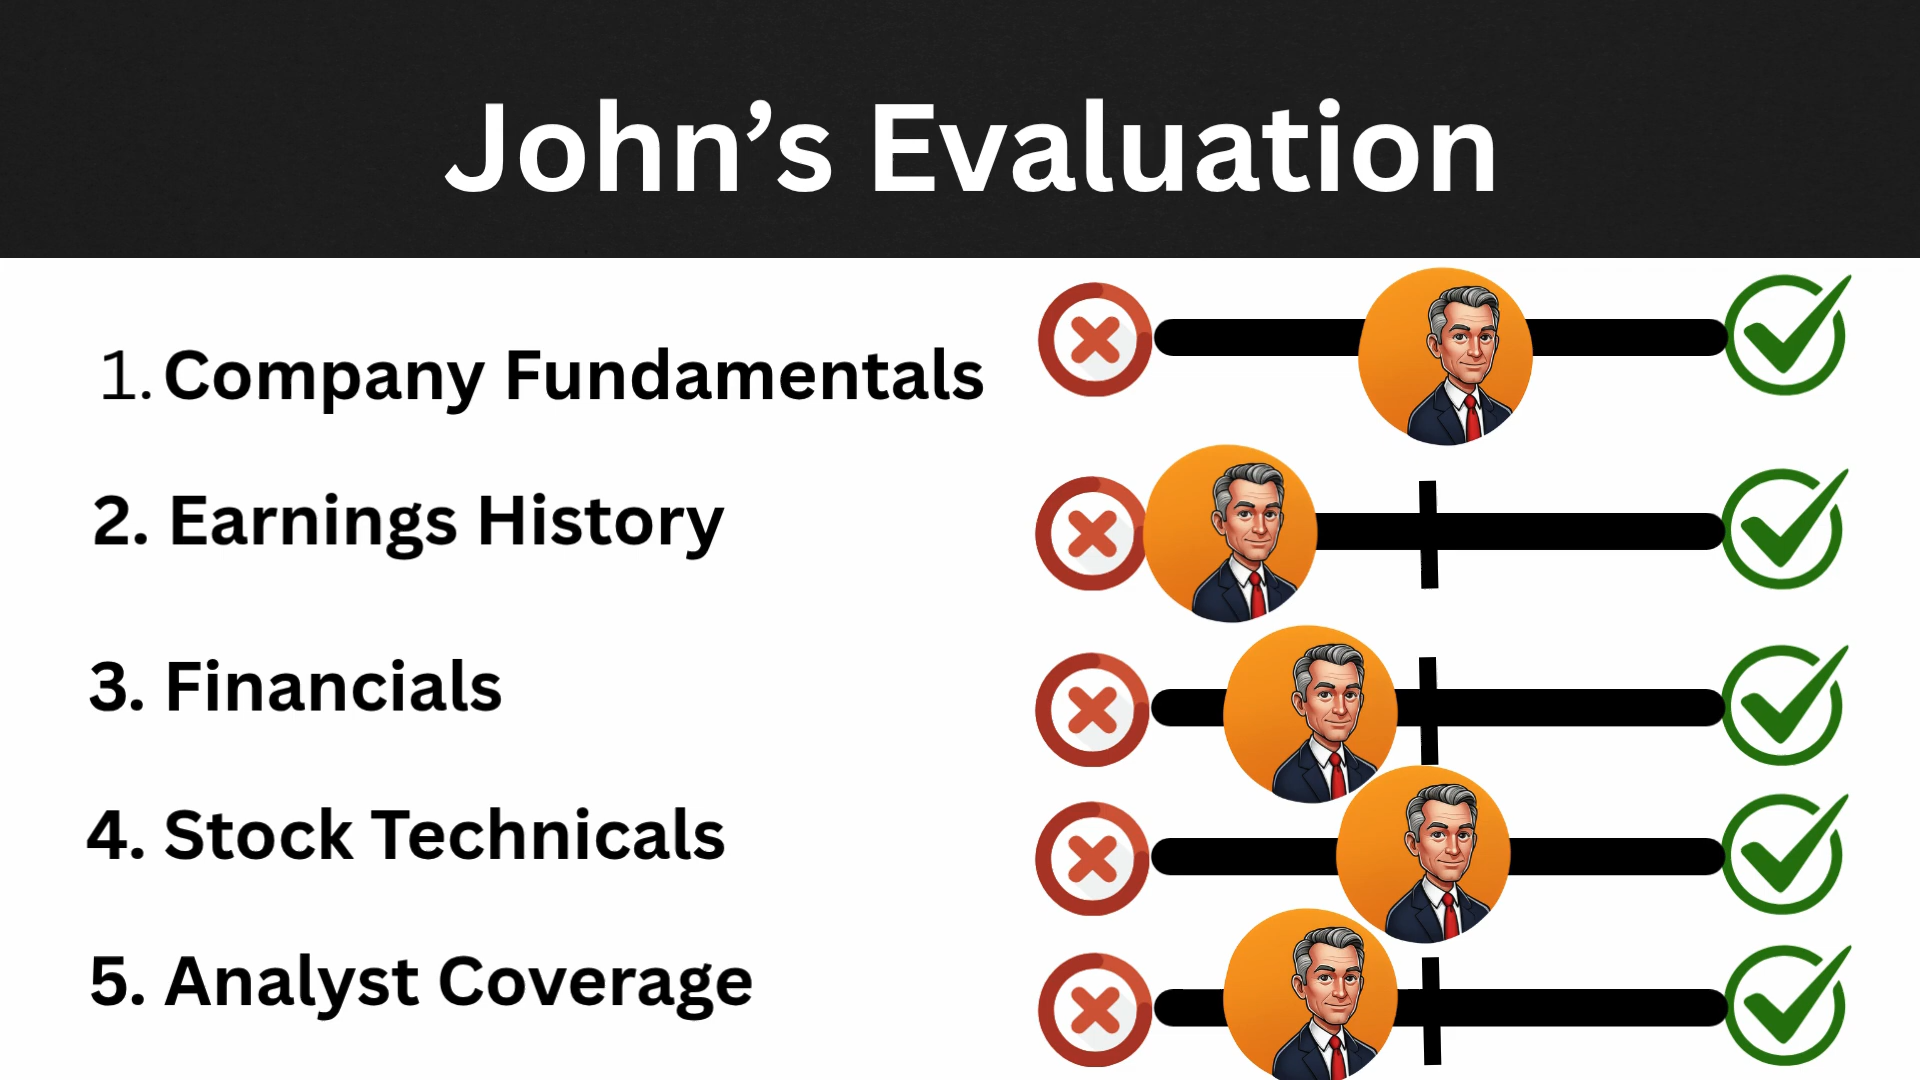 John’s Evaluation
1. Company Fundamentals
2. Earnings History
3. Financials
4. Stock Technicals
5. Analyst Coverage